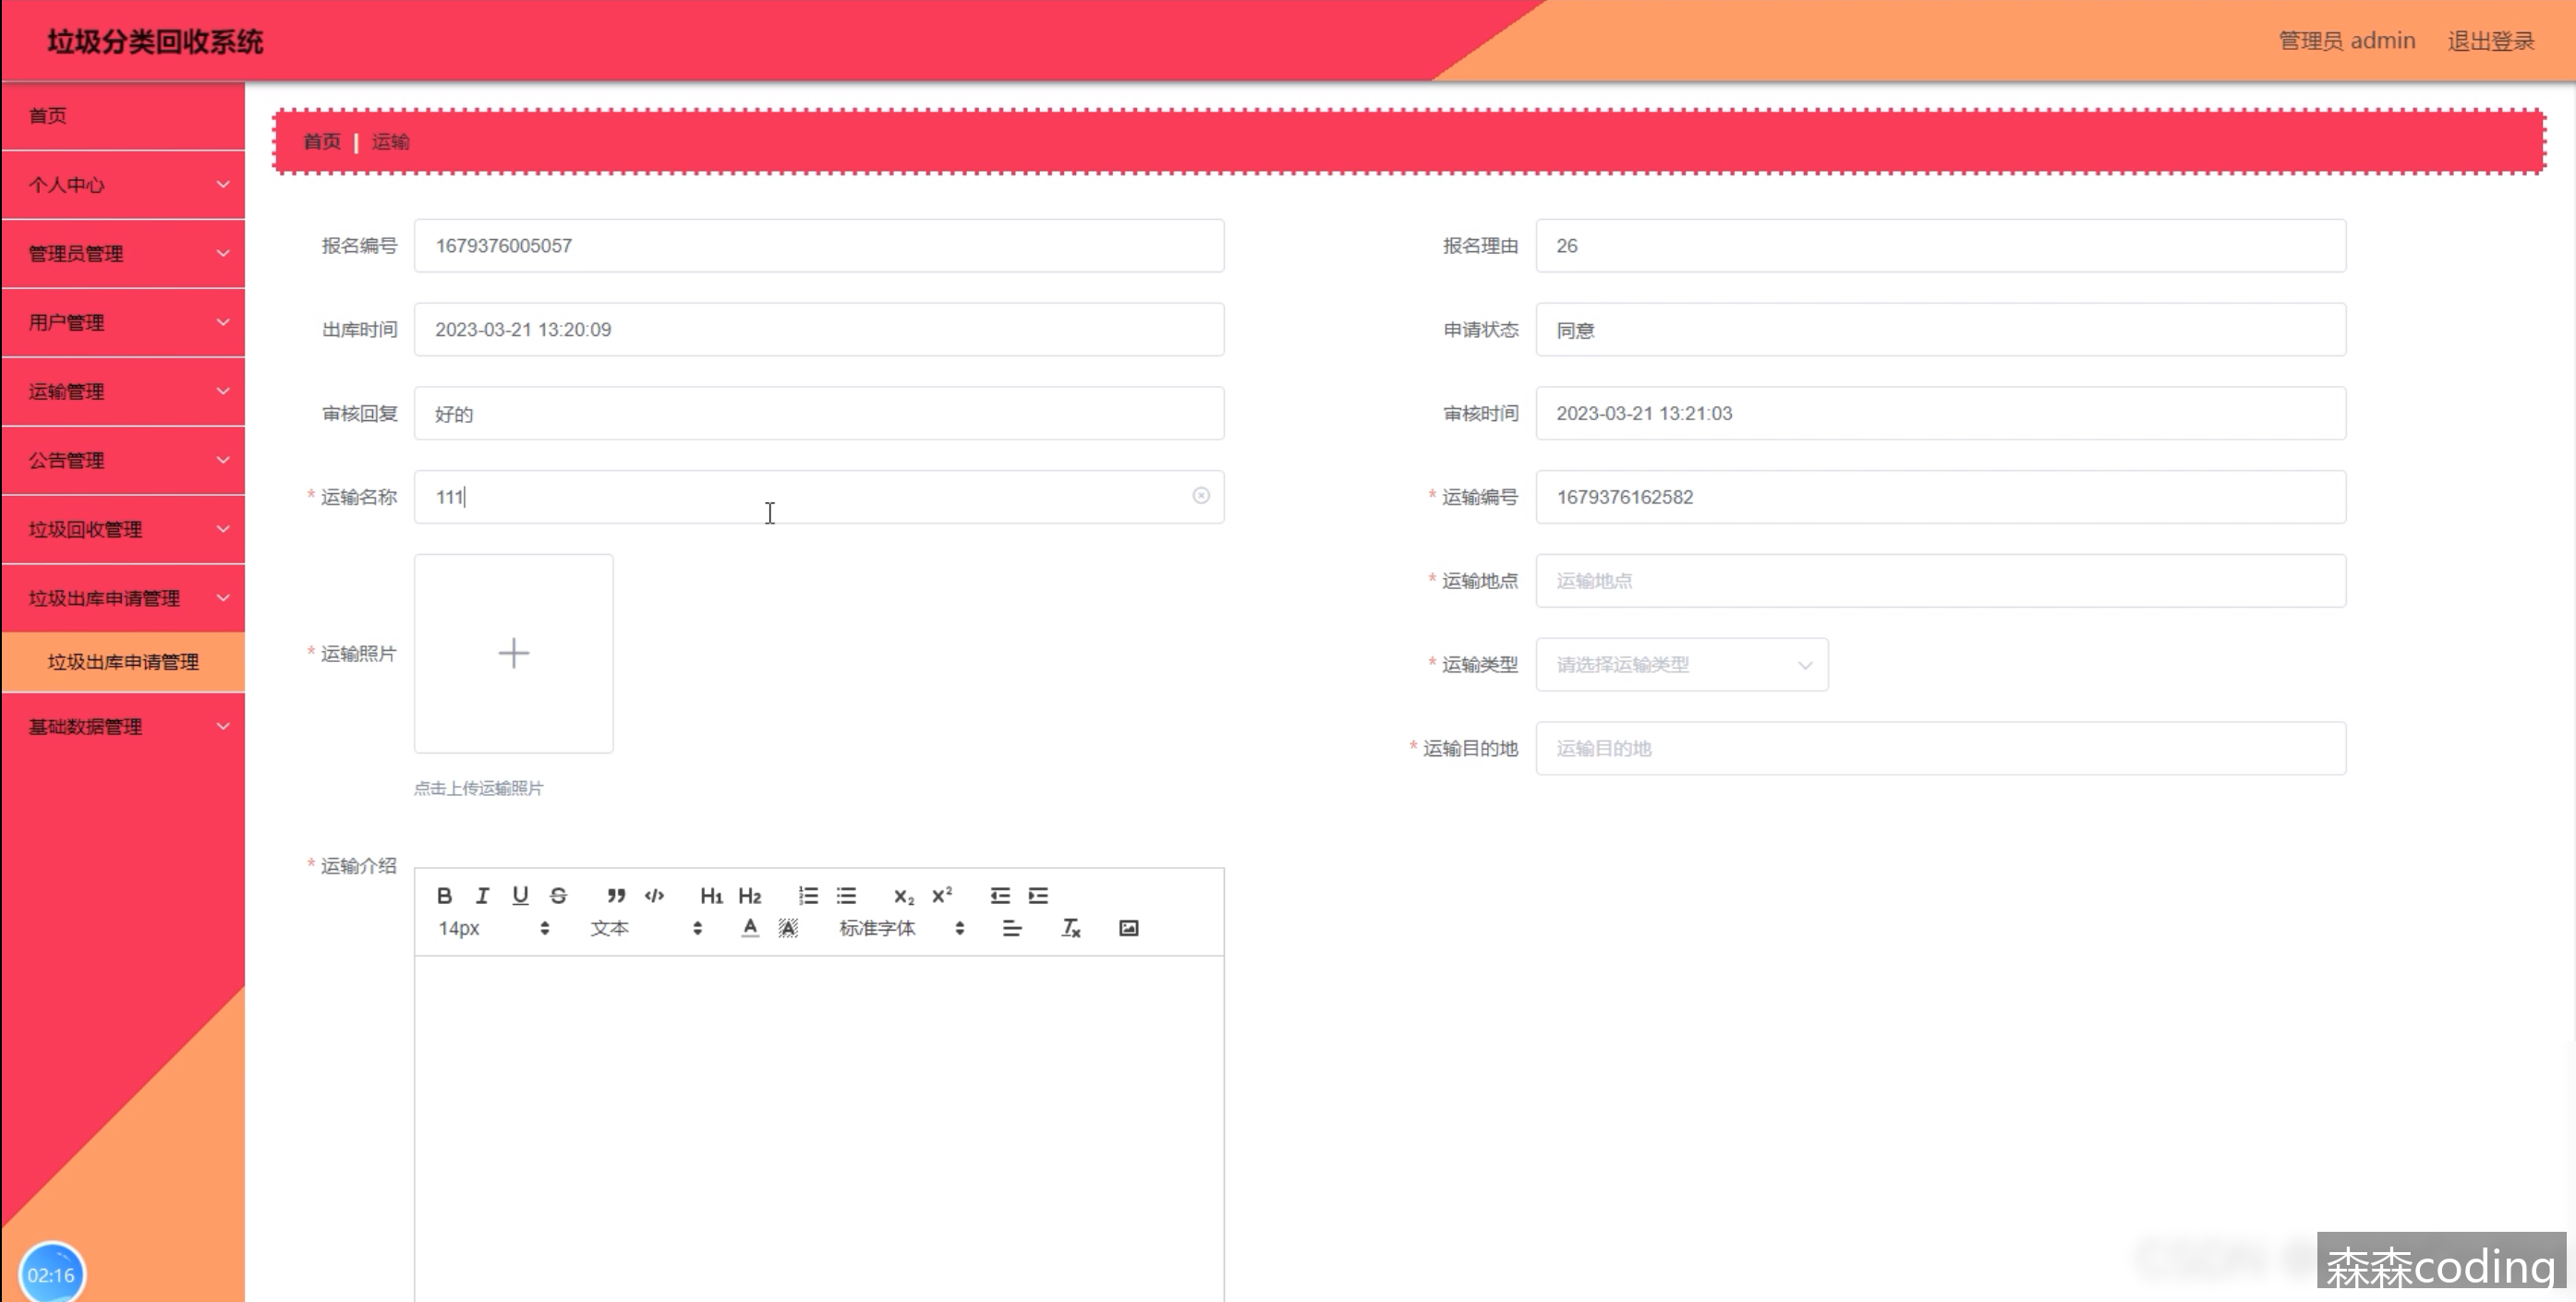 垃圾分类回收系统
管理员 admin
退出登录
首页
个人中心
管理员管理
用户管理
运输管理
公告管理
垃圾回收管理
垃圾出库申请管理
垃圾出库申请管理
基础数据管理
02:16
首页 | 运输
报名编号 1679376005057
报名理由 26
出库时间 2023-03-21 13:20:09
申请状态 同意
审核回复 好的
审核时间 2023-03-21 13:21:03
* 运输名称 111
* 运输编号 1679376162582
* 运输照片
点击上传运输照片
* 运输地点 运输地点
* 运输类型 请选择运输类型
* 运输目的地 运输目的地
* 运输介绍
B I U S H1 H2 X₂ X²
14px 文本 A A 标准字体 Tx
森森coding